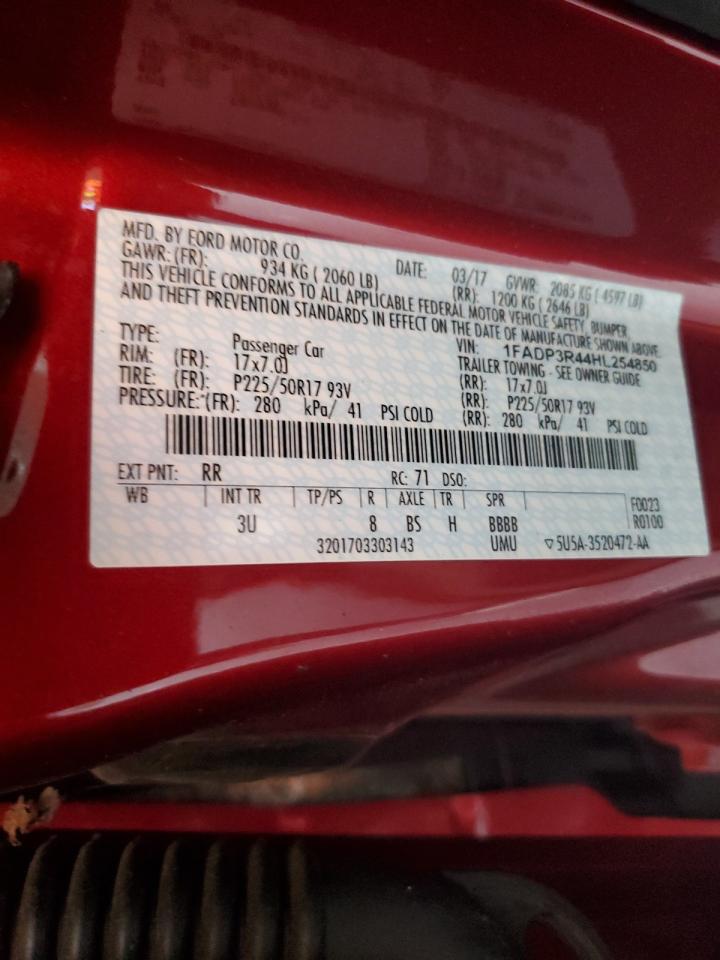 MFD. BY FORD MOTOR CO. DATE: 03/17 GVWR: 2085 KG ( 4597 LB)
GAWR: (FR): 934 KG ( 2060 LB) (RR): 1200 KG ( 2646 LB)
THIS VEHICLE CONFORMS TO ALL APPLICABLE FEDERAL MOTOR VEHICLE SAFETY, BUMPER,
AND THEFT PREVENTION STANDARDS IN EFFECT ON THE DATE OF MANUFACTURE SHOWN ABOVE.
VIN: 1FADP3R44HL254850
TYPE: Passenger Car TRAILER TOWING - SEE OWNER GUIDE
RIM: (FR): 17x7.0J (RR): 17x7.0J
TIRE: (FR): P225/50R17 93V (RR): P225/50R17 93V
PRESSURE: (FR): 280 kPa/ 41 PSI COLD (RR): 280 kPa/ 41 PSI COLD
EXT PNT: RR RC: 71 DSO:
WB INT TR TP/PS R AXLE TR SPR F0023
3U 8 BS H BBBB R0100
3201703303143 UMU ▽ 5U5A-3520472-AA